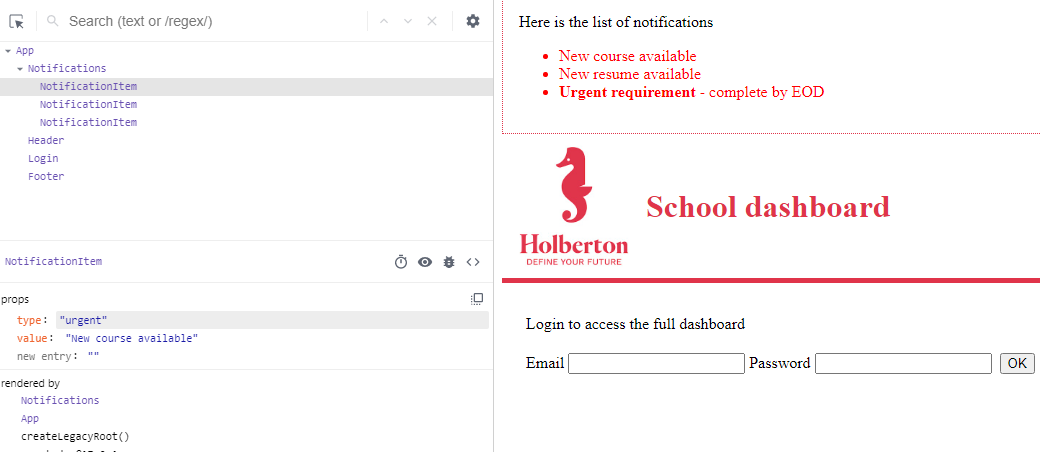 Search (text or /regex/)
App
Notifications
NotificationItem
NotificationItem
NotificationItem
Header
Login
Footer
NotificationItem
props
type: "urgent"
value: "New course available"
new entry: ""
rendered by
Notifications
App
createLegacyRoot()
Here is the list of notifications
New course available
New resume available
Urgent requirement - complete by EOD
Holberton
DEFINE YOUR FUTURE
School dashboard
Login to access the full dashboard
Email Password OK